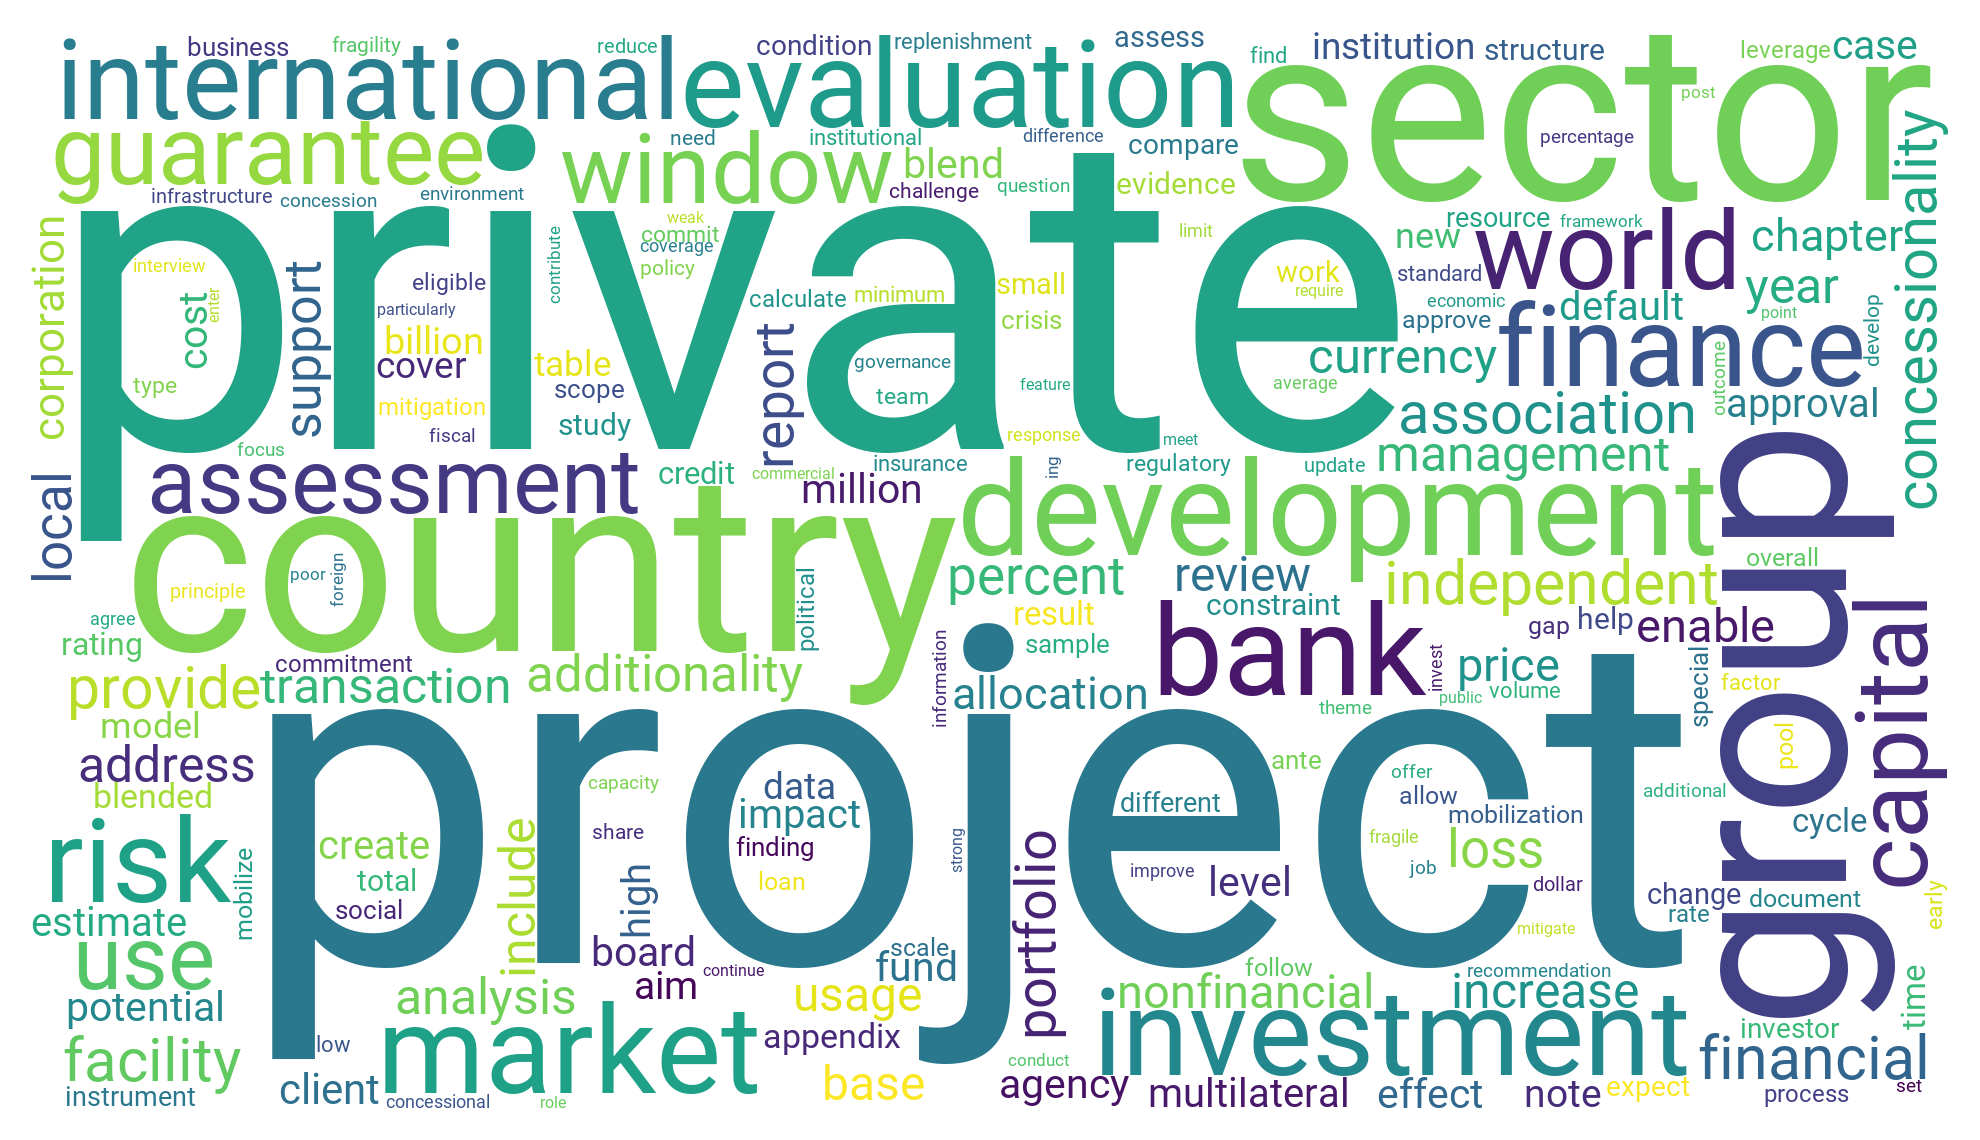 business
fragility
reduce
condition
replenishment
assess
find
institution
structure
leverage
case
international
evaluation
sector
post
guarantee
window
need
institutional
difference
compare
percentage
blend
challenge
question
evidence
concessionality
infrastructure
concession
environment
private
weak
commit
coverage
policy
limit
new
resource
framework
world
chapter
corporation
interview
enter
cost
support
eligible
particularly
contribute
calculate
minimum
small
crisis
work
require
standard
economic
approve
default
year
point
develop
billion
cover
table
scope
study
report
governance
team
feature
average
currency
finance
outcome
approval
type
mitigation
fiscal
focus
response
meet
association
management
local
assessment
credit
commercial
insurance
million
ing
regulatory
update
country
development
group
principle
poor
foreign
political
percent
review
constraint
independent
overall
agree
rating
result
sample
information
bank
invest
gap
help
enable
capital
commitment
provide
transaction
additionality
allocation
price
public
volume
theme
special
factor
pool
model
address
blended
project
capacity
data
impact
finding
loan
share
different
ante
offer
allow
mobilization
additional
cycle
risk
mobilize
create
total
social
include
high
strong
portfolio
improve
level
fragile
job
loss
dollar
mitigate
change
rate
document
early
estimate
use
potential
analysis
board
aim
continue
scale
fund
usage
follow
nonfinancial
recommendation
increase
time
investor
facility
instrument
low
client
market
concessional
role
appendix
base
conduct
agency
investment
multilateral
effect
note
expect
financial
process
set